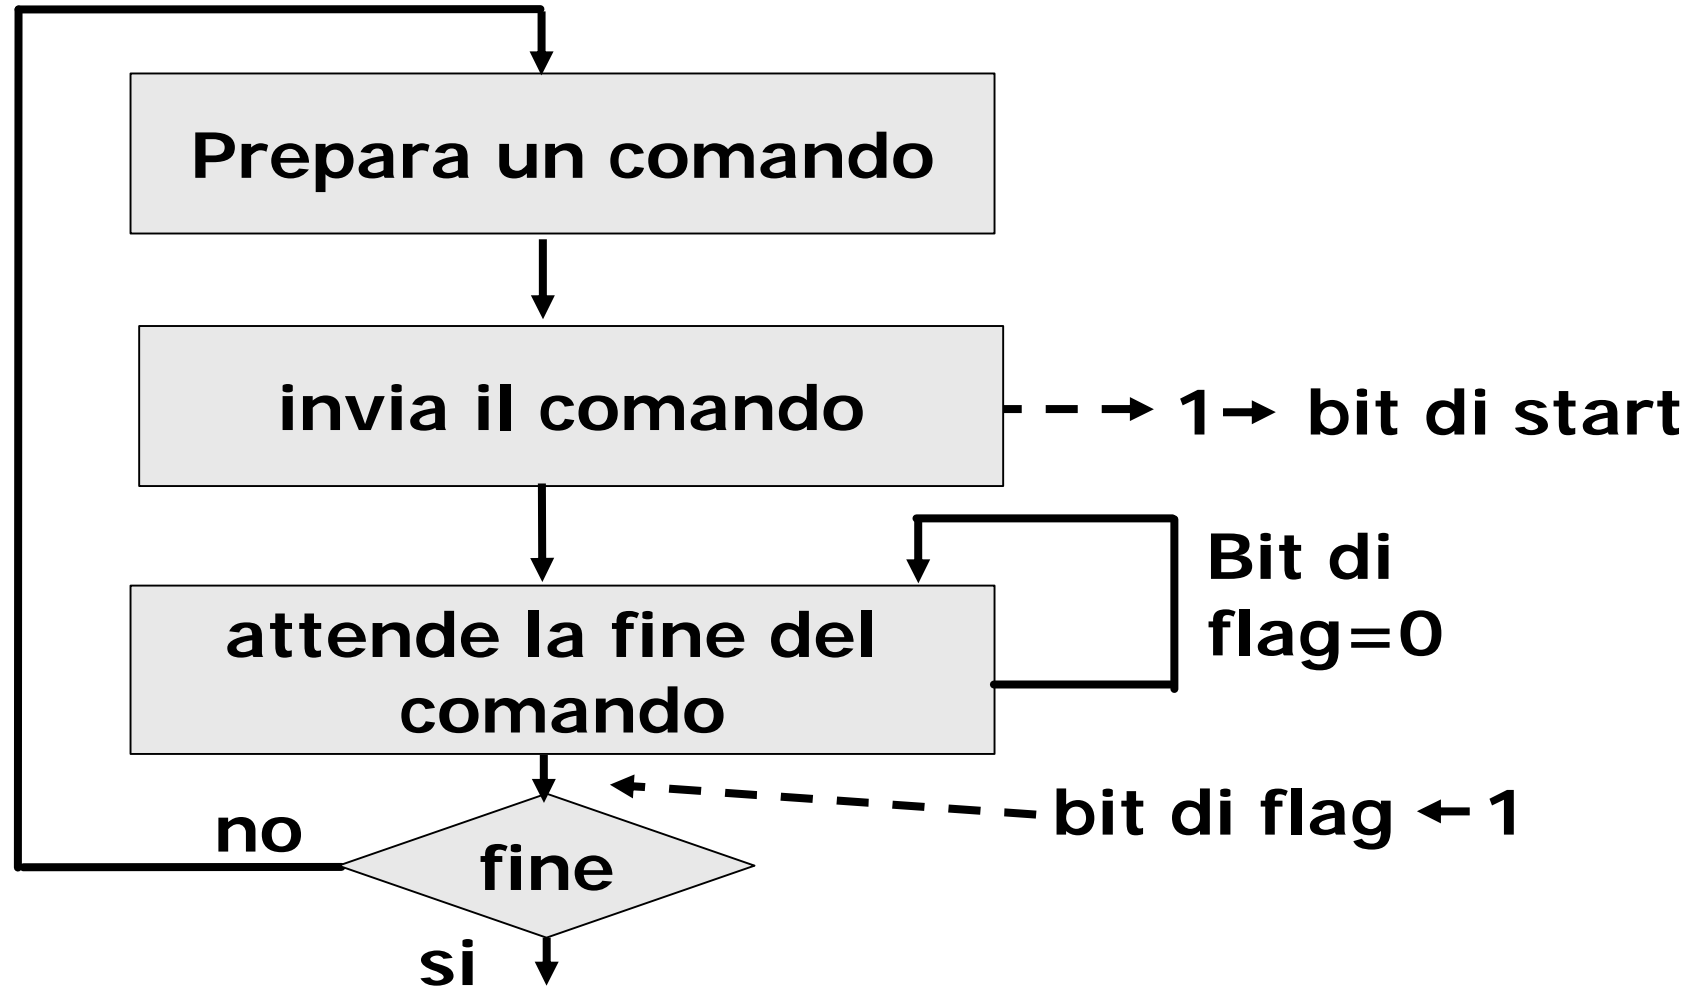 Prepara un comando
invia il comando
1→ bit di start
Bit di
flag=0
attende la fine del
comando
bit di flag ← 1
no
fine
si